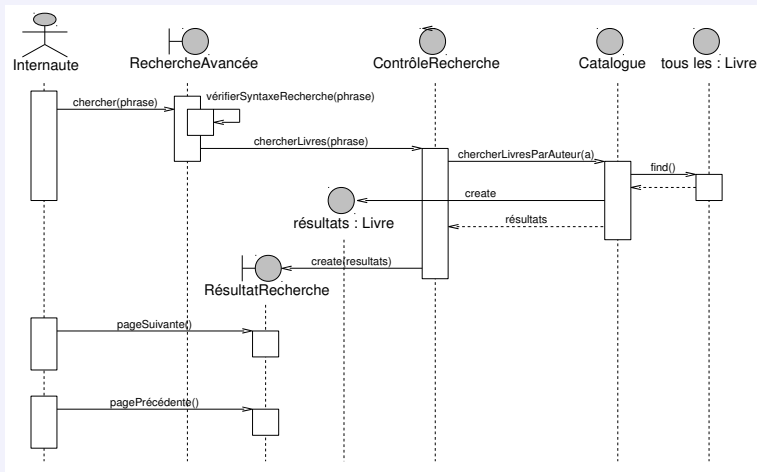 Internaute
RechercheAvancée
ContrôleRecherche
Catalogue
tous les : Livre
vérifierSyntaxeRecherche(phrase)
chercher(phrase)
chercherLivres(phrase)
chercherLivresParAuteur(a)
find()
create
résultats : Livre
résultats
create(resultats)
RésultatRecherche
pageSuivante()
pagePrécédente()